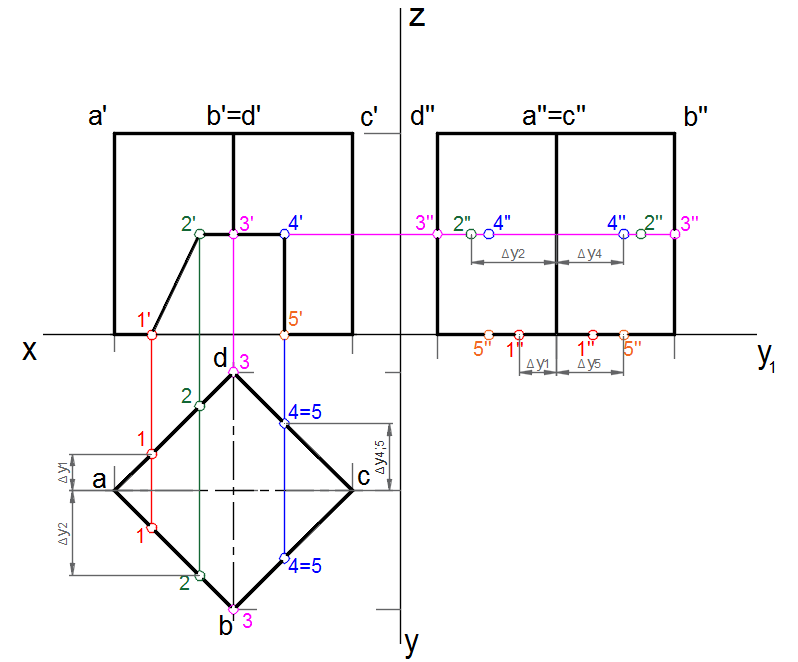 z
a' b'=d' c' d" a"=c" b"
2' 3' 4' 3" 2" 4" 4" 2" 3"
Δy2 Δy4
1' 5'
x y1
5" 1" 1" 5"
d 3 Δy1 Δy5
2 4=5
1 Δy4;5
Δy1
a c
Δy2 1
2 4=5
b 3
y